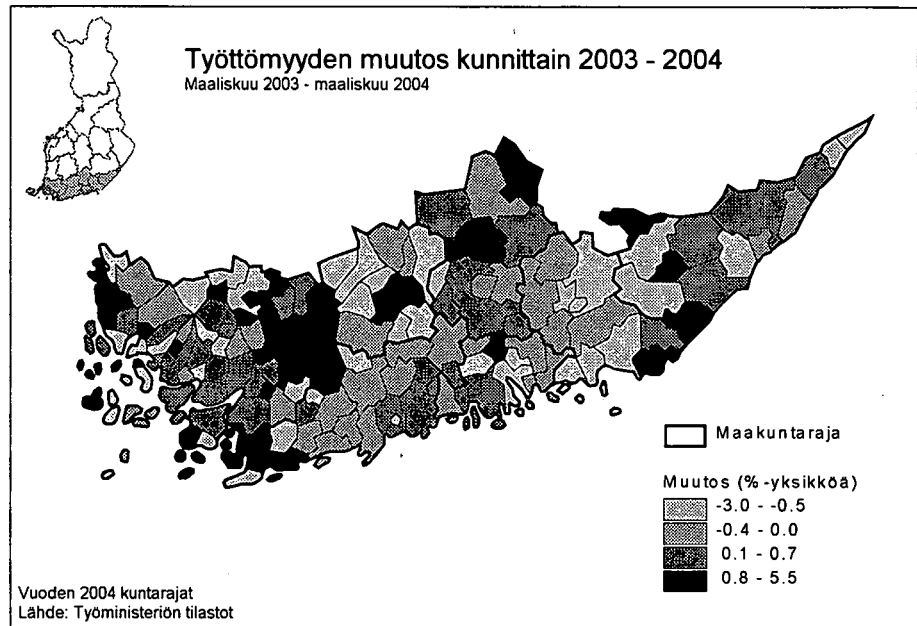 Työttömyyden muutos kunnittain 2003 - 2004
Maaliskuu 2003 - maaliskuu 2004
Maakuntaraja
Muutos (%-yksikköä)
-3.0 - -0.5
-0.4 - 0.0
0.1 - 0.7
0.8 - 5.5
Vuoden 2004 kuntarajat
Lähde: Työministeriön tilastot